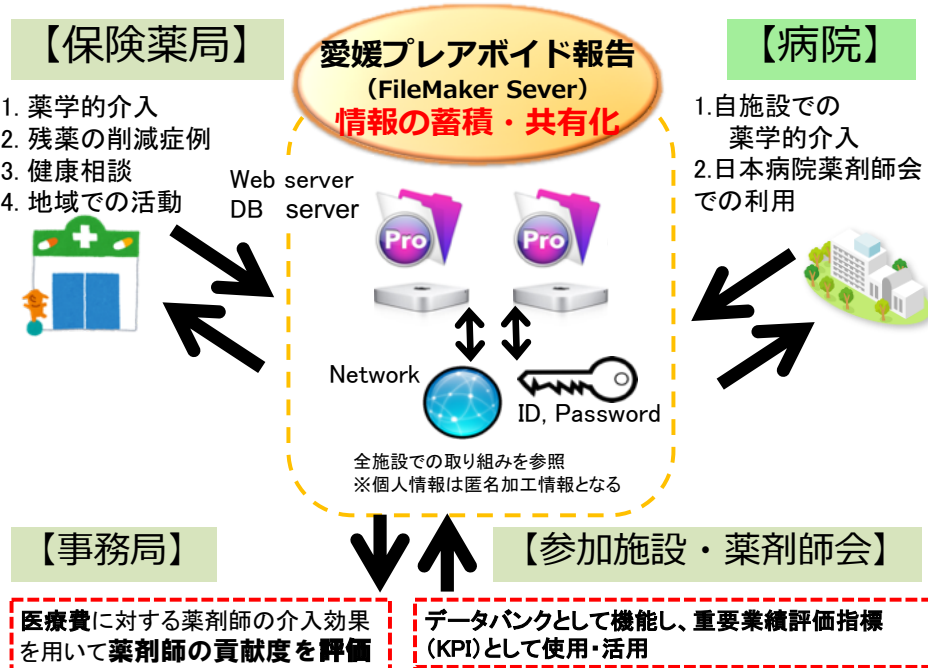 【保険薬局】
1. 薬学的介入
2. 残薬の削減症例
3. 健康相談
4. 地域での活動
愛媛プレアボイド報告
（FileMaker Sever）
情報の蓄積・共有化
【病院】
1.自施設での
薬学的介入
2.日本病院薬剤師会
での利用
Web server
DB server
Pro
Pro
Network
ID, Password
全施設での取り組みを参照
※個人情報は匿名加工情報となる
【事務局】
医療費に対する薬剤師の介入効果
を用いて薬剤師の貢献度を評価
【参加施設・薬剤師会】
データバンクとして機能し、重要業績評価指標
(KPI)として使用・活用